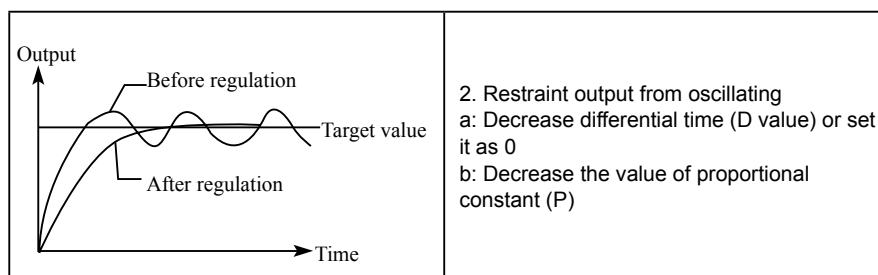 Output
Before regulation
Target value
After regulation
Time
2. Restraint output from oscillating
a: Decrease differential time (D value) or set
it as 0
b: Decrease the value of proportional
constant (P)